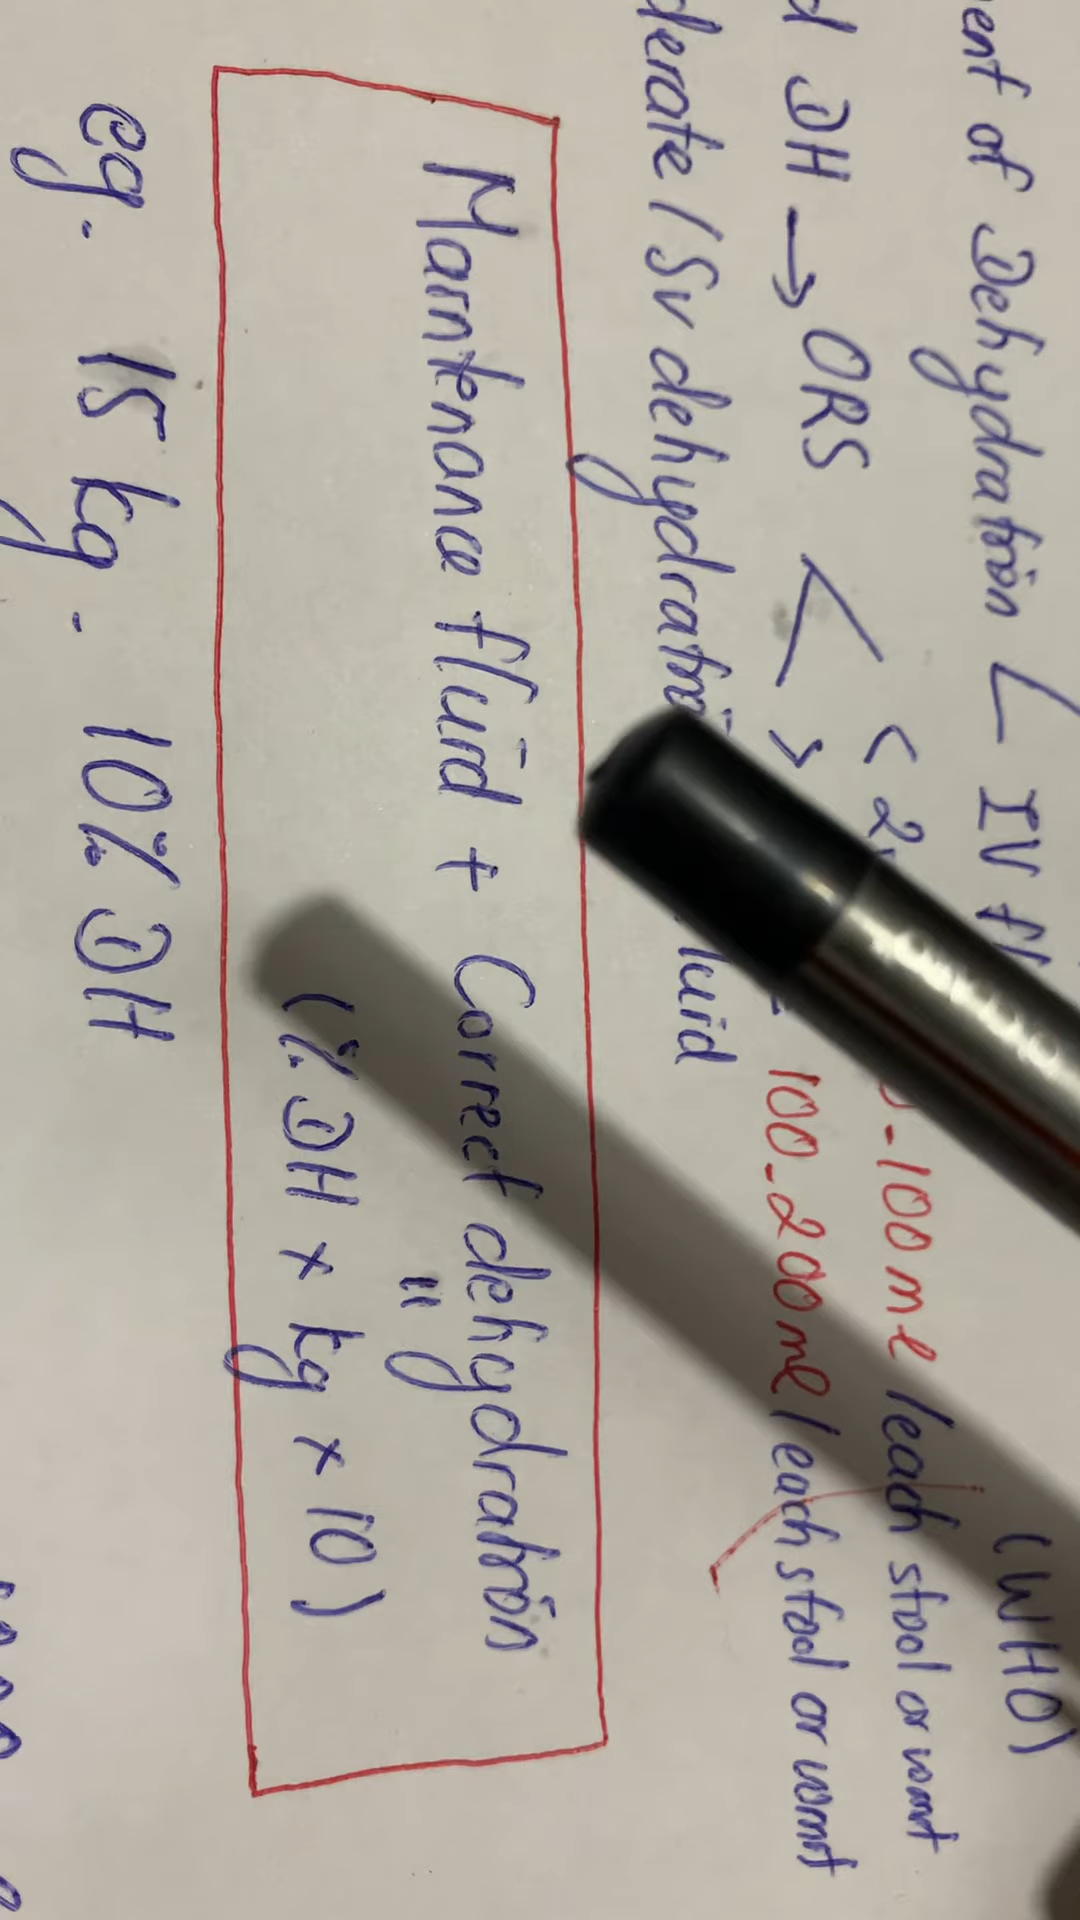 ent of Dehydration IV fl (WHO)
d DH → ORS < 2 -100 ml / each stool or vomit
> 100-200 ml / each stool or vomit
derate / Sv dehydration luid
Maintenance fluid + Correct dehydration
"
(% DH × kg × 10)
eg. 15 kg. 10% DH